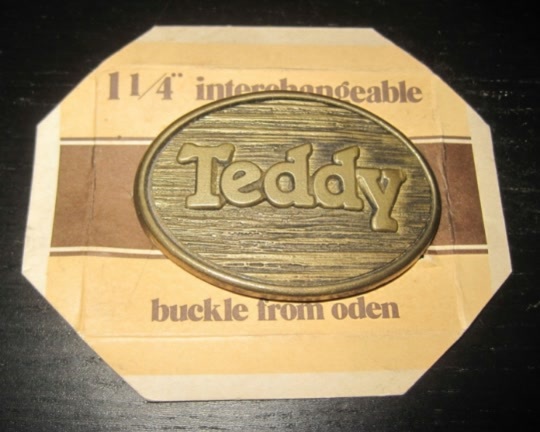 1 1/4" interchangeable
Teddy
buckle from oden